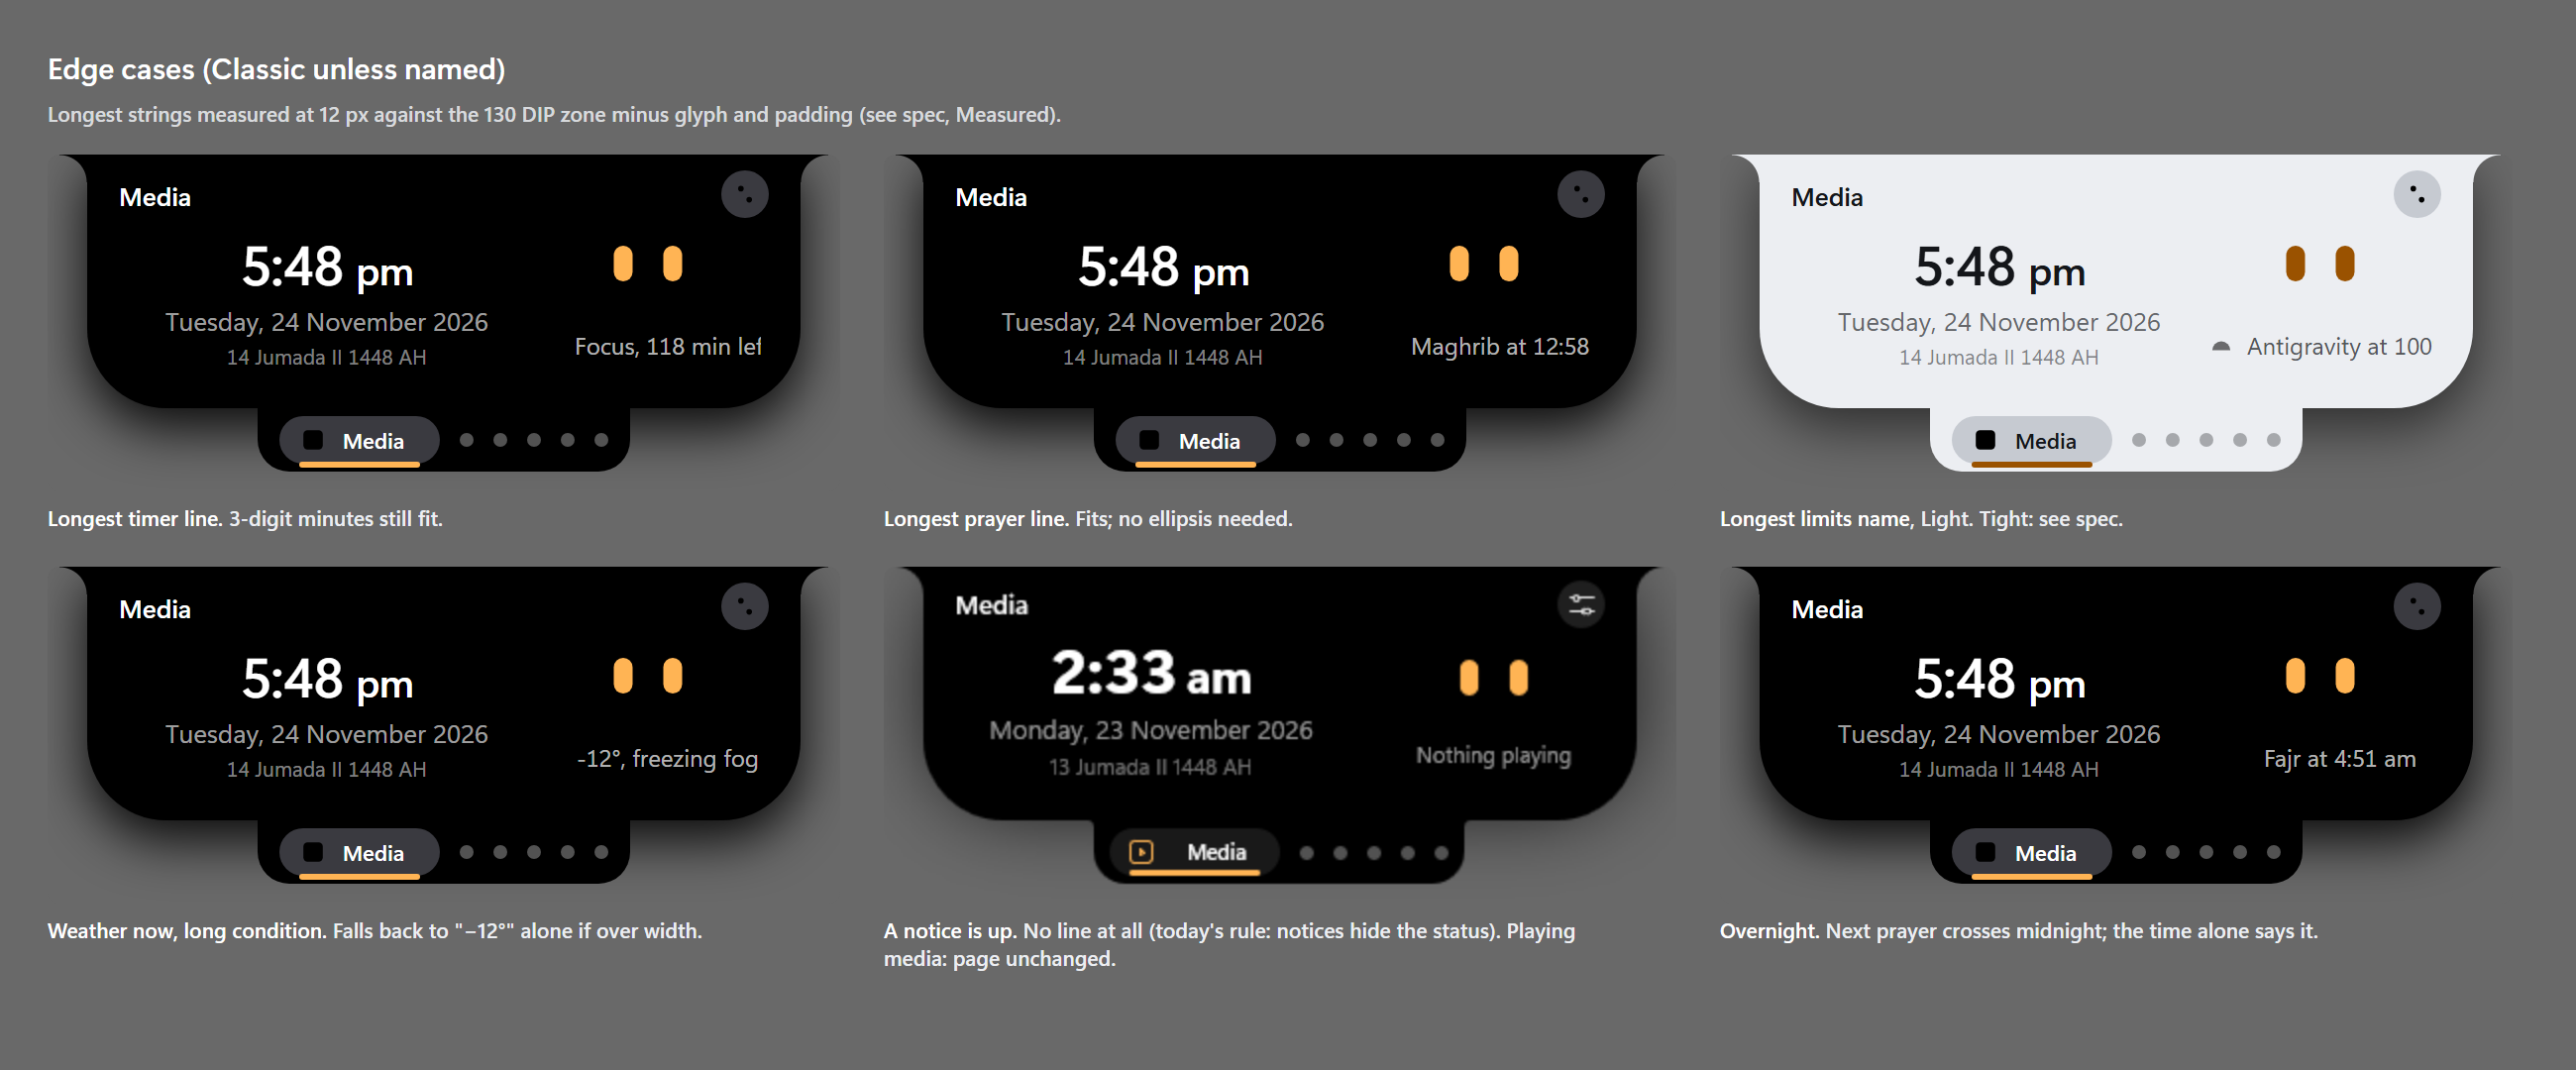 Edge cases (Classic unless named)
Longest strings measured at 12 px against the 130 DIP zone minus glyph and padding (see spec, Measured).
Media
5:48 pm
Tuesday, 24 November 2026
14 Jumada II 1448 AH
Focus, 118 min lef
Media
Longest timer line. 3-digit minutes still fit.
Media
5:48 pm
Tuesday, 24 November 2026
14 Jumada II 1448 AH
Maghrib at 12:58
Media
Longest prayer line. Fits; no ellipsis needed.
Media
5:48 pm
Tuesday, 24 November 2026
14 Jumada II 1448 AH
Antigravity at 100
Media
Longest limits name, Light. Tight: see spec.
Media
5:48 pm
Tuesday, 24 November 2026
14 Jumada II 1448 AH
-12°, freezing fog
Media
Weather now, long condition. Falls back to "−12°" alone if over width.
Media
2:33 am
Monday, 23 November 2026
13 Jumada II 1448 AH
Nothing playing
Media
A notice is up. No line at all (today's rule: notices hide the status). Playing
media: page unchanged.
Media
5:48 pm
Tuesday, 24 November 2026
14 Jumada II 1448 AH
Fajr at 4:51 am
Media
Overnight. Next prayer crosses midnight; the time alone says it.